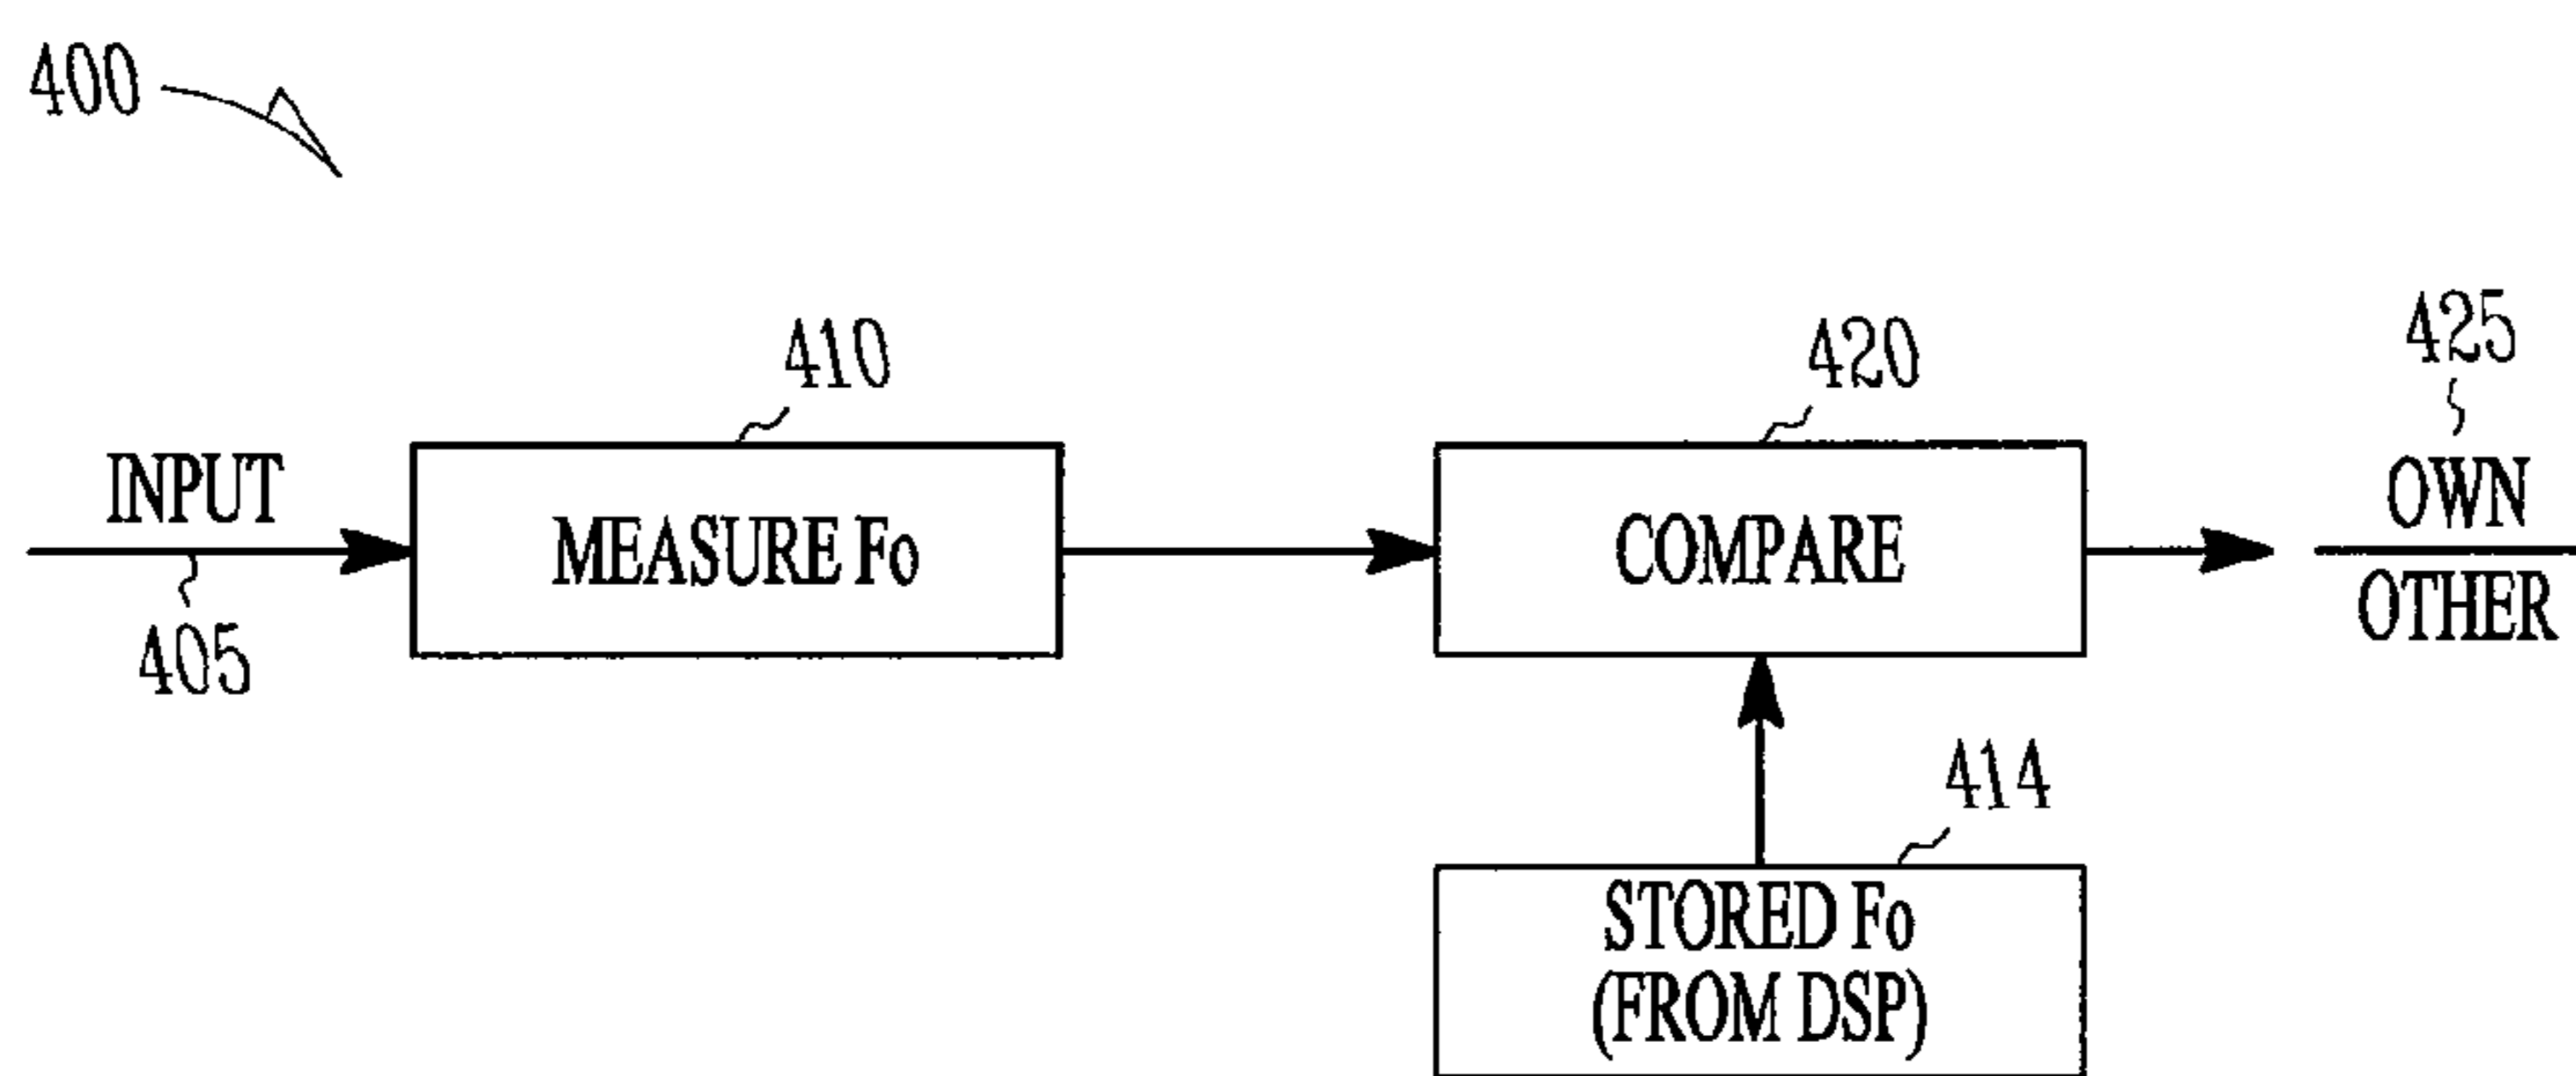 400
410
420
425
INPUT
MEASURE Fo
COMPARE
OWN
OTHER
405
414
STORED Fo
(FROM DSP)